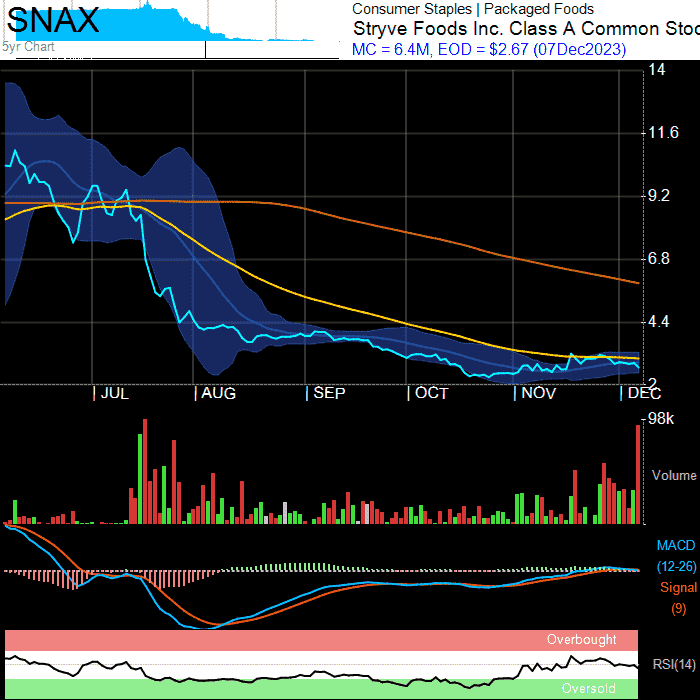 SNAX
5yr Chart
Consumer Staples | Packaged Foods
Stryve Foods Inc. Class A Common Stoc
MC = 6.4M, EOD = $2.67 (07Dec2023)
14
11.6
9.2
6.8
4.4
2
JUL AUG SEP OCT NOV DEC
98k
Volume
MACD
(12-26)
Signal
(9)
Overbought
RSI(14)
Oversold